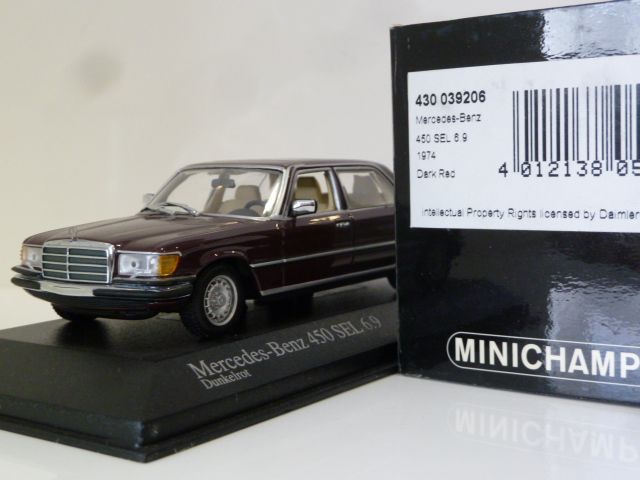 430 039206
Mercedes-Benz
450 SEL 6.9
1974
Dark Red
4 012138 0
Intellectual Property Rights licensed by Daimler
MINICHAMP
Mercedes-Benz 450 SEL 6.9
Dunkelrot